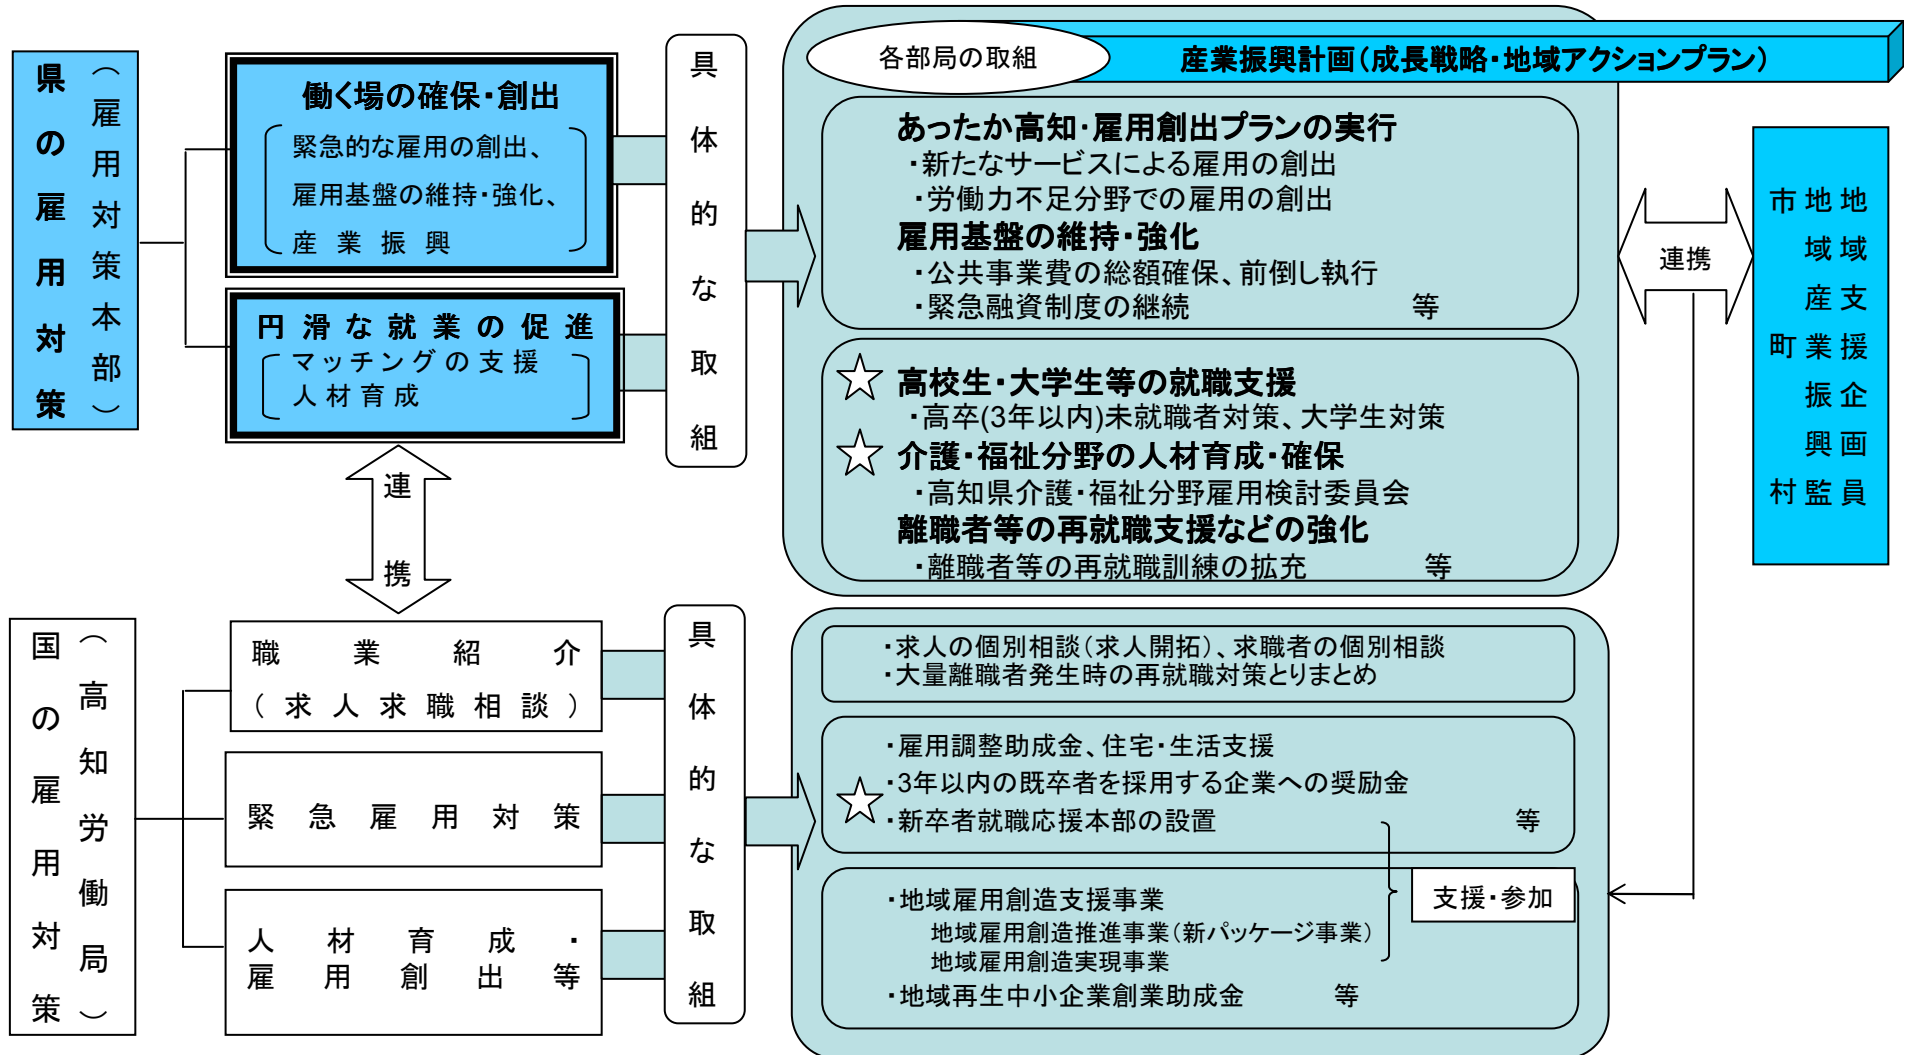 各部局の取組
産業振興計画(成長戦略・地域アクションプラン)
県の雇用対策
(雇用対策本部)
働く場の確保・創出
緊急的な雇用の創出、
雇用基盤の維持・強化、
産業振興
円滑な就業の促進
マッチングの支援
人材育成
具体的な取組
あったか高知・雇用創出プランの実行
・新たなサービスによる雇用の創出
・労働力不足分野での雇用の創出
雇用基盤の維持・強化
・公共事業費の総額確保、前倒し執行
・緊急融資制度の継続 等
☆ 高校生・大学生等の就職支援
・高卒(3年以内)未就職者対策、大学生対策
☆ 介護・福祉分野の人材育成・確保
・高知県介護・福祉分野雇用検討委員会
離職者等の再就職支援などの強化
・離職者等の再就職訓練の拡充 等
連携
地域支援企画員
地域産業振興監
市町村
連携
国の雇用対策
(高知労働局)
職業紹介
(求人求職相談)
緊急雇用対策
人材育成・
雇用創出等
具体的な取組
・求人の個別相談(求人開拓)、求職者の個別相談
・大量離職者発生時の再就職対策とりまとめ
・雇用調整助成金、住宅・生活支援
・3年以内の既卒者を採用する企業への奨励金
☆ ・新卒者就職応援本部の設置 等
・地域雇用創造支援事業
地域雇用創造推進事業(新パッケージ事業)
地域雇用創造実現事業
・地域再生中小企業創業助成金 等
支援・参加